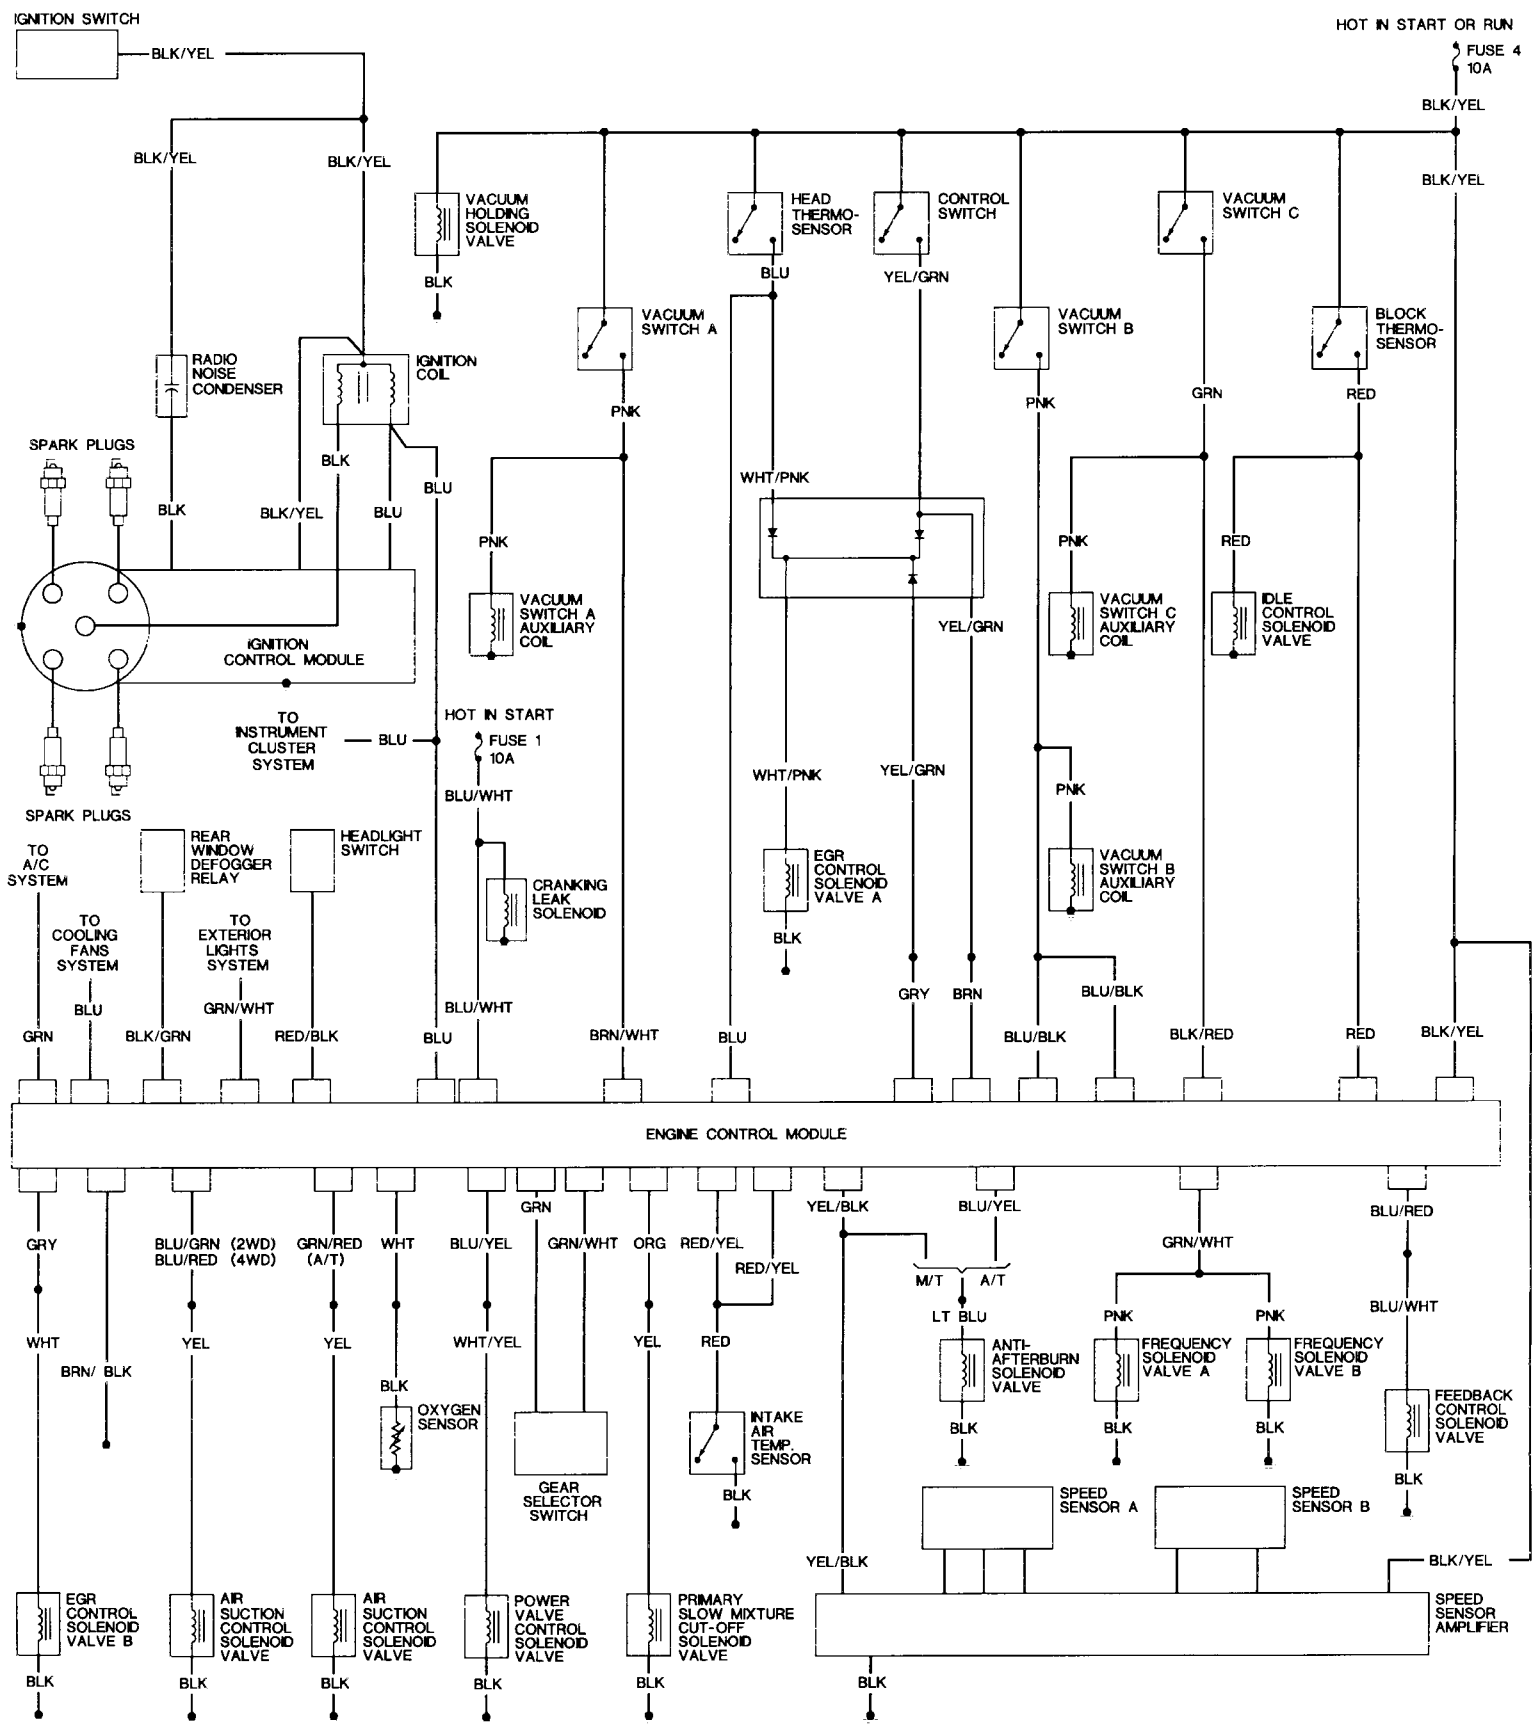 IGNITION SWITCH
BLK/YEL
HOT IN START OR RUN
FUSE 4
10A
BLK/YEL
BLK/YEL
BLK/YEL
BLK/YEL
VACUUM
HOLDING
SOLENOID
VALVE
BLK
HEAD
THERMO-
SENSOR
BLU
CONTROL
SWITCH
YEL/GRN
VACUUM
SWITCH C
VACUUM
SWITCH A
PNK
VACUUM
SWITCH B
PNK
BLOCK
THERMO-
SENSOR
GRN
RED
RADIO
NOISE
CONDENSER
IGNITION
COIL
SPARK PLUGS
BLK
BLK
BLK/YEL
BLU
BLU
WHT/PNK
PNK
PNK
RED
VACUUM
SWITCH A
AUXILIARY
COIL
YEL/GRN
VACUUM
SWITCH C
AUXILIARY
COIL
IDLE
CONTROL
SOLENOID
VALVE
IGNITION
CONTROL MODULE
TO
INSTRUMENT
CLUSTER
SYSTEM
BLU
HOT IN START
FUSE 1
10A
BLU/WHT
WHT/PNK
YEL/GRN
PNK
SPARK PLUGS
TO
A/C
SYSTEM
REAR
WINDOW
DEFOGGER
RELAY
HEADLIGHT
SWITCH
CRANKING
LEAK
SOLENOID
EGR
CONTROL
SOLENOID
VALVE A
BLK
VACUUM
SWITCH B
AUXILIARY
COIL
TO
COOLING
FANS
SYSTEM
TO
EXTERIOR
LIGHTS
SYSTEM
BLU
GRN/WHT
BLU/WHT
GRY
BRN
BLU/BLK
GRN
BLK/GRN
RED/BLK
BLU
BRN/WHT
BLU
BLU/BLK
BLK/RED
RED
BLK/YEL
ENGINE CONTROL MODULE
GRY
BLU/GRN (2WD)
BLU/RED (4WD)
GRN/RED
(A/T)
WHT
BLU/YEL
GRN
GRN/WHT
ORG
RED/YEL
RED/YEL
YEL/BLK
BLU/YEL
GRN/WHT
BLU/RED
M/T
A/T
LT BLU
PNK
PNK
BLU/WHT
WHT
BRN/ BLK
YEL
YEL
BLK
WHT/YEL
YEL
RED
ANTI-
AFTERBURN
SOLENOID
VALVE
FREQUENCY
SOLENOID
VALVE A
FREQUENCY
SOLENOID
VALVE B
OXYGEN
SENSOR
INTAKE
AIR
TEMP.
SENSOR
BLK
BLK
BLK
FEEDBACK
CONTROL
SOLENOID
VALVE
GEAR
SELECTOR
SWITCH
BLK
BLK
SPEED
SENSOR A
SPEED
SENSOR B
YEL/BLK
BLK/YEL
EGR
CONTROL
SOLENOID
VALVE B
AIR
SUCTION
CONTROL
SOLENOID
VALVE
AIR
SUCTION
CONTROL
SOLENOID
VALVE
POWER
VALVE
CONTROL
SOLENOID
VALVE
PRIMARY
SLOW MIXTURE
CUT-OFF
SOLENOID
VALVE
SPEED
SENSOR
AMPLIFIER
BLK
BLK
BLK
BLK
BLK
BLK